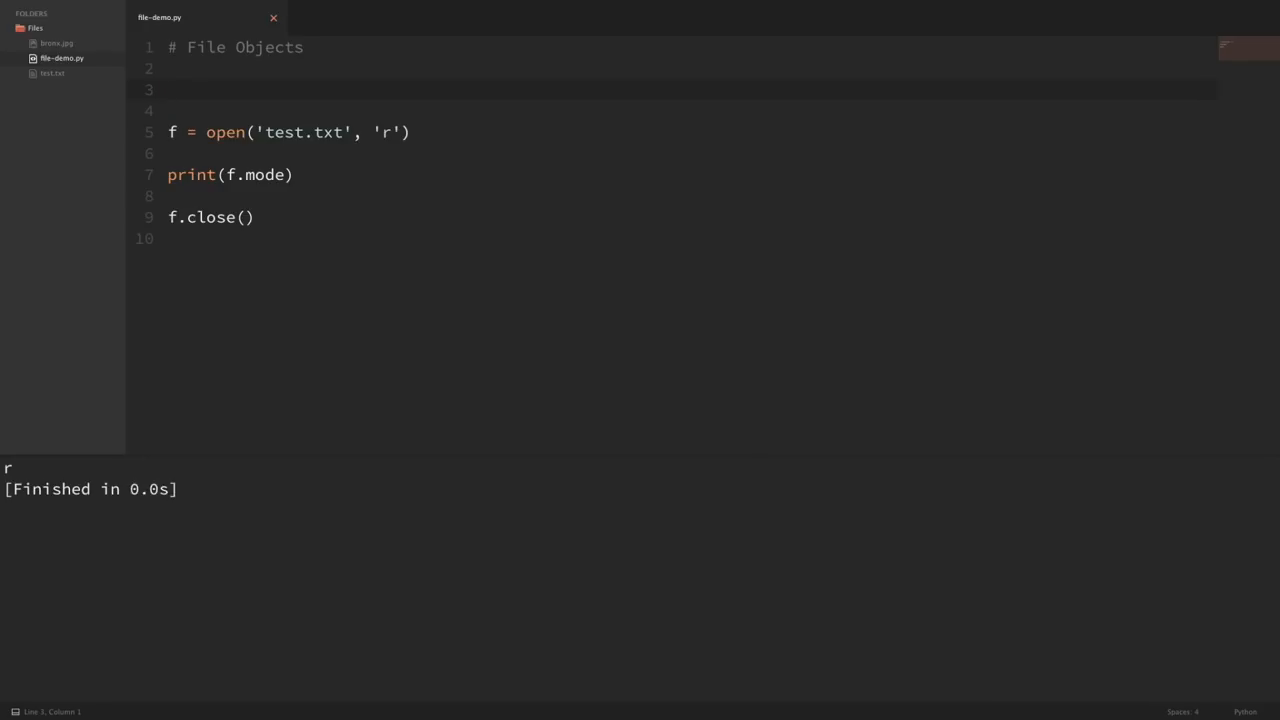 FOLDERS
Files
bronx.jpg
file-demo.py
test.txt
file-demo.py
1 # File Objects
2
3
4
5 f = open('test.txt', 'r')
6
7 print(f.mode)
8
9 f.close()
10
r
[Finished in 0.0s]
Line 3, Column 1
Spaces: 4
Python